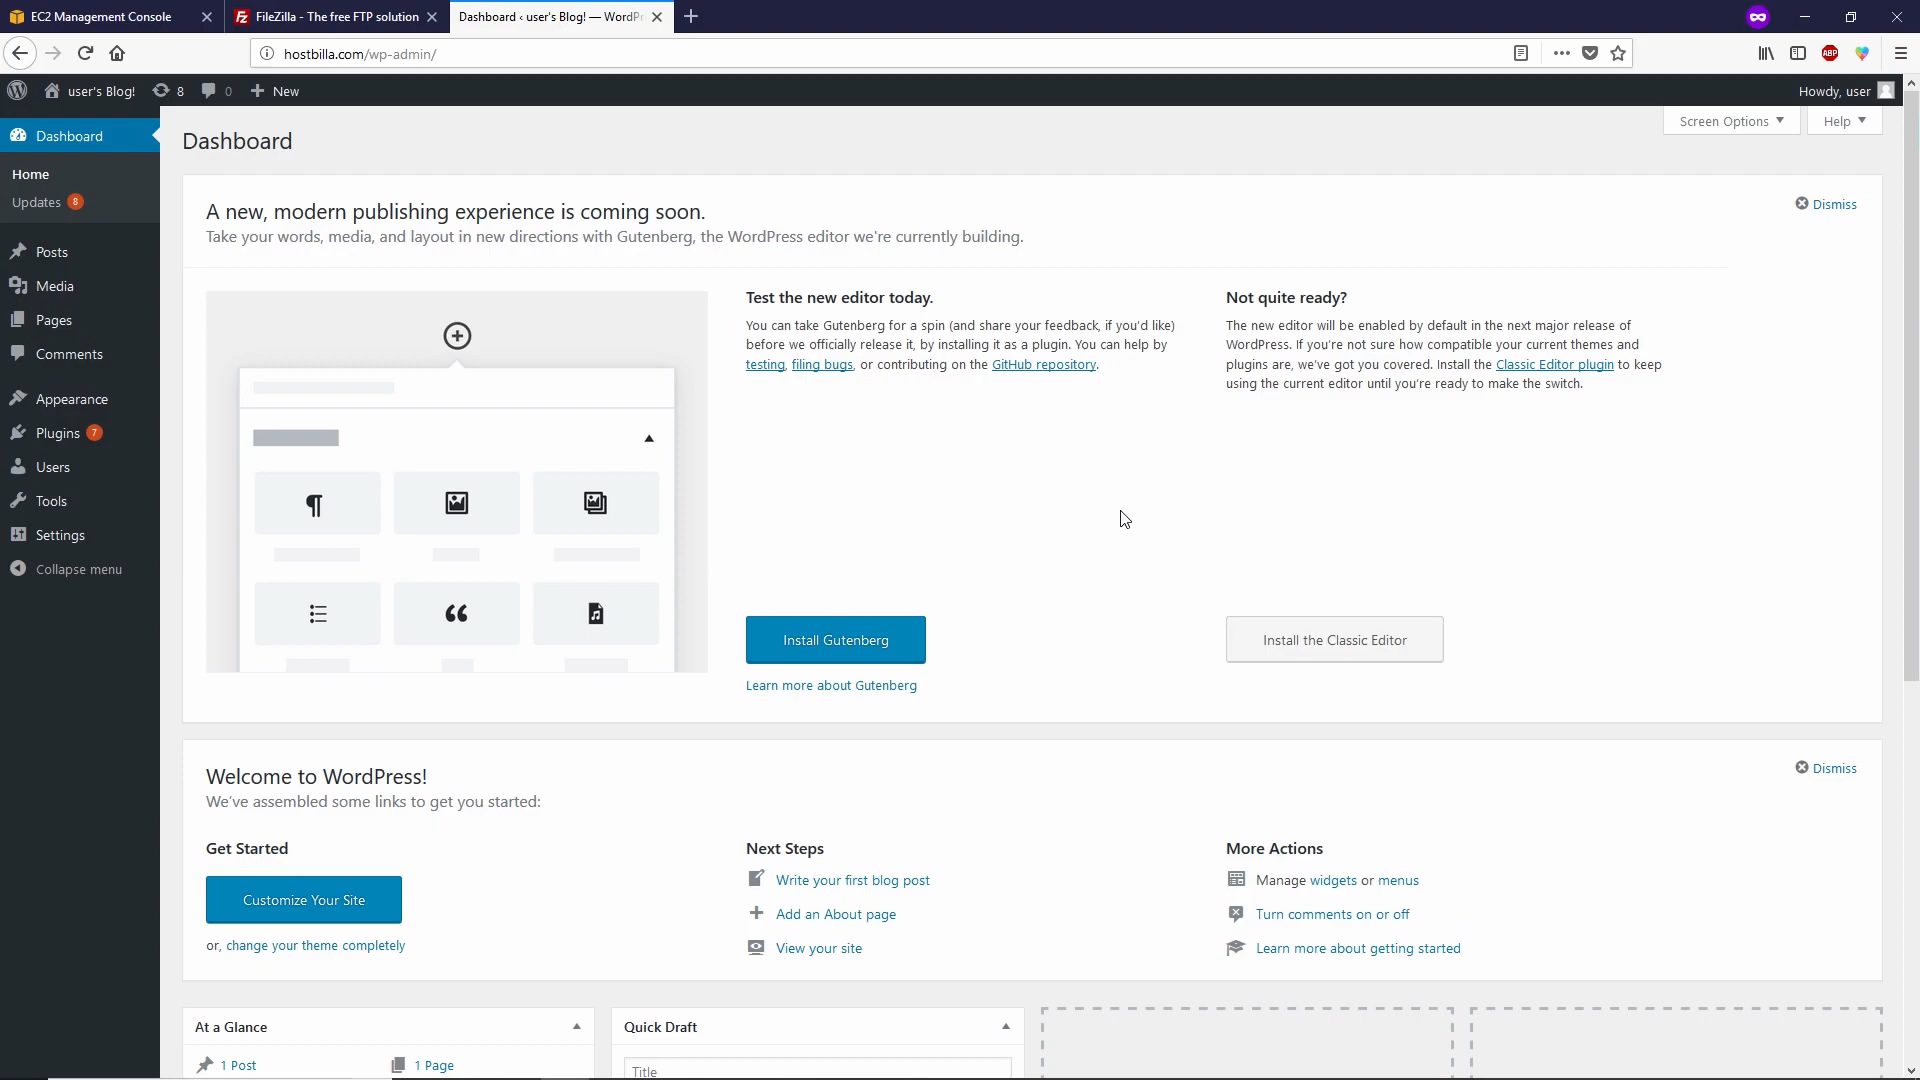 EC2 Management Console
FileZilla - The free FTP solution
Dashboard ‹ user's Blog! — WordPr
hostbilla.com/wp-admin/
ABP
user's Blog!
8
0
New
Howdy, user
Dashboard
Home
Updates 8
Posts
Media
Pages
Comments
Appearance
Plugins 7
Users
Tools
Settings
Collapse menu
Dashboard
Screen Options
Help
A new, modern publishing experience is coming soon.
Take your words, media, and layout in new directions with Gutenberg, the WordPress editor we're currently building.
Dismiss
Test the new editor today.
You can take Gutenberg for a spin (and share your feedback, if you'd like)
before we officially release it, by installing it as a plugin. You can help by
testing, filing bugs, or contributing on the GitHub repository.
Install Gutenberg
Learn more about Gutenberg
Not quite ready?
The new editor will be enabled by default in the next major release of
WordPress. If you're not sure how compatible your current themes and
plugins are, we've got you covered. Install the Classic Editor plugin to keep
using the current editor until you're ready to make the switch.
Install the Classic Editor
Welcome to WordPress!
We've assembled some links to get you started:
Dismiss
Get Started
Customize Your Site
or, change your theme completely
Next Steps
Write your first blog post
Add an About page
View your site
More Actions
Manage widgets or menus
Turn comments on or off
Learn more about getting started
At a Glance
1 Post
1 Page
Quick Draft
Title